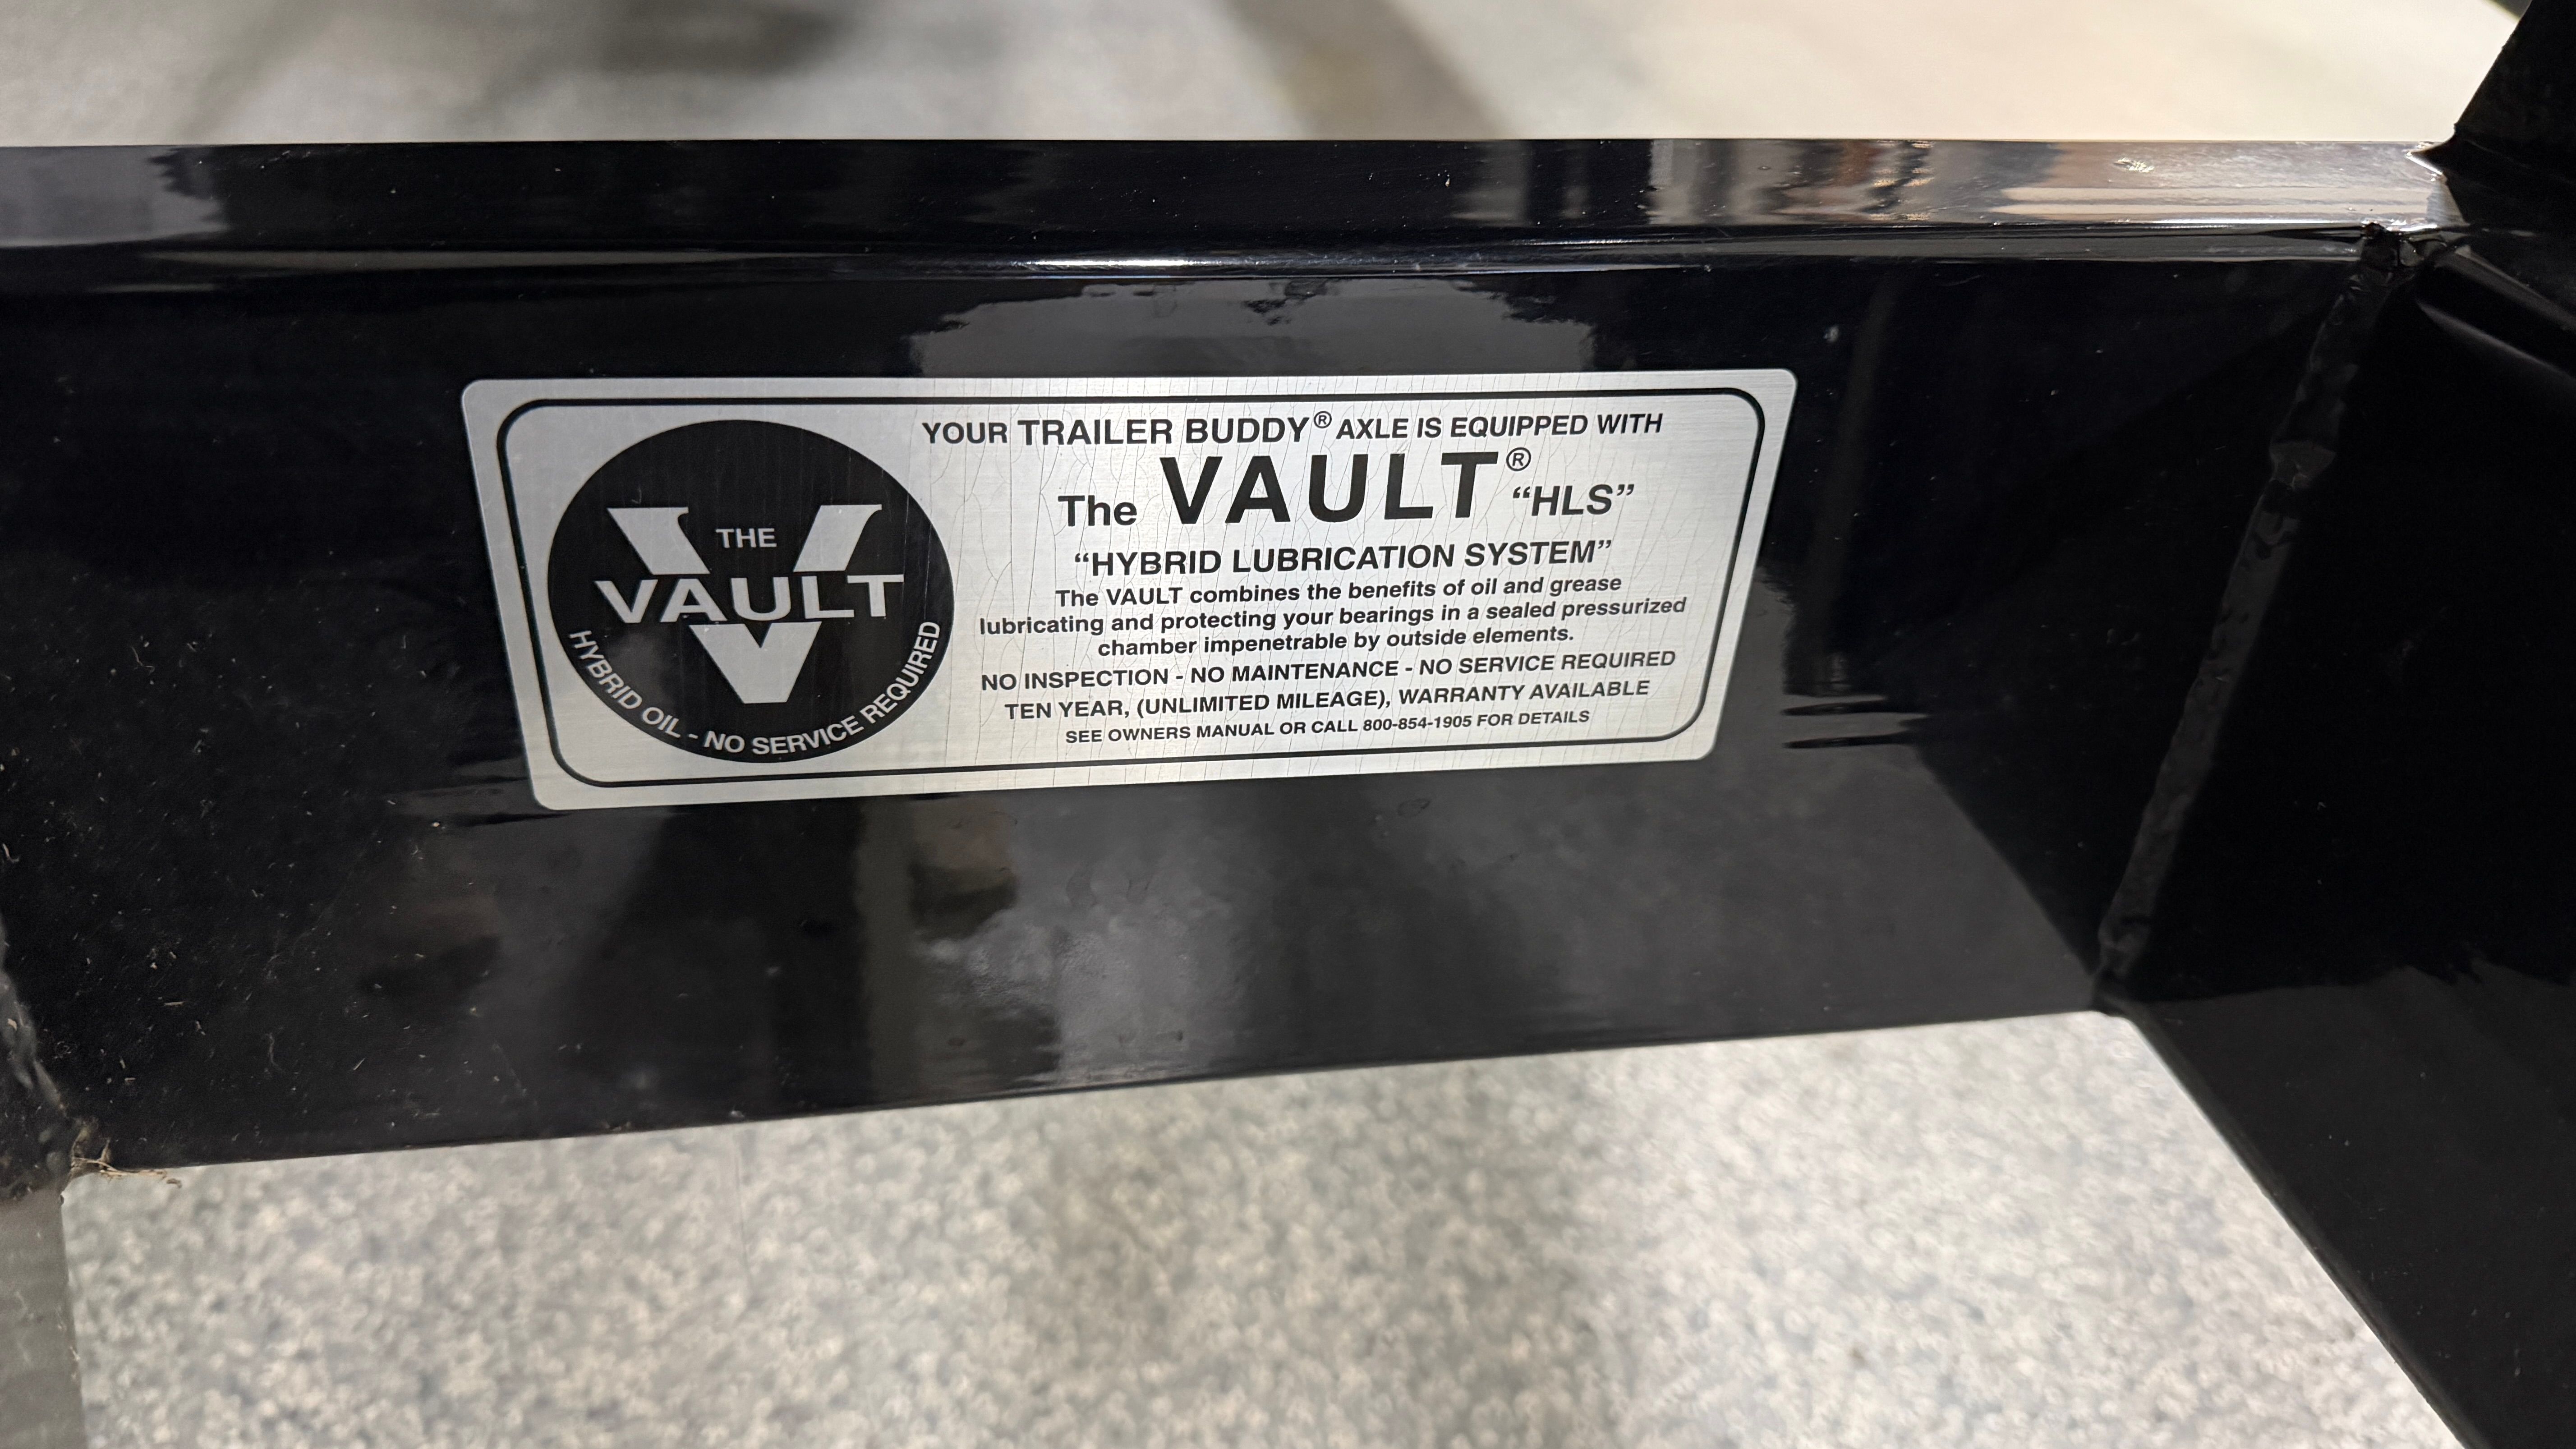 THE
VAULT
HYBRID OIL - NO SERVICE REQUIRED
YOUR TRAILER BUDDY® AXLE IS EQUIPPED WITH
The VAULT® "HLS"
"HYBRID LUBRICATION SYSTEM"
The VAULT combines the benefits of oil and grease
lubricating and protecting your bearings in a sealed pressurized
chamber impenetrable by outside elements.
NO INSPECTION - NO MAINTENANCE - NO SERVICE REQUIRED
TEN YEAR, (UNLIMITED MILEAGE), WARRANTY AVAILABLE
SEE OWNERS MANUAL OR CALL 800-854-1905 FOR DETAILS